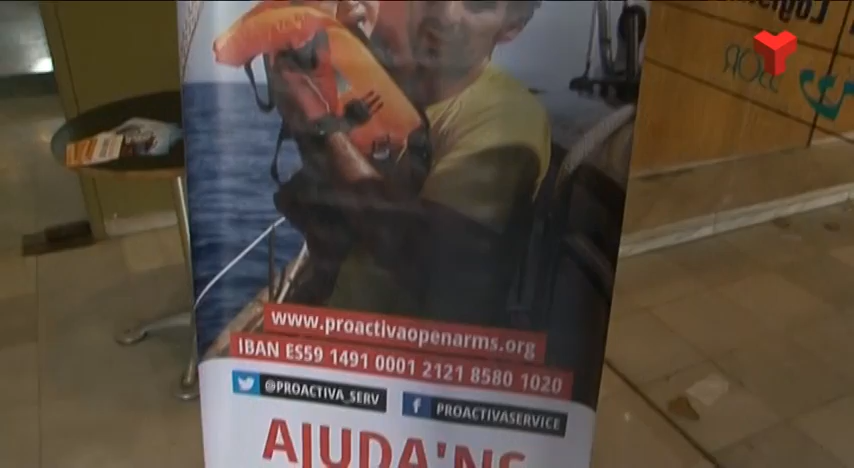 www.proactivaopenarms.org
IBAN ES59 1491 0001 2121 8580 1020
@PROACTIVA_SERV
PROACTIVASERVICE
AJUDA'NS